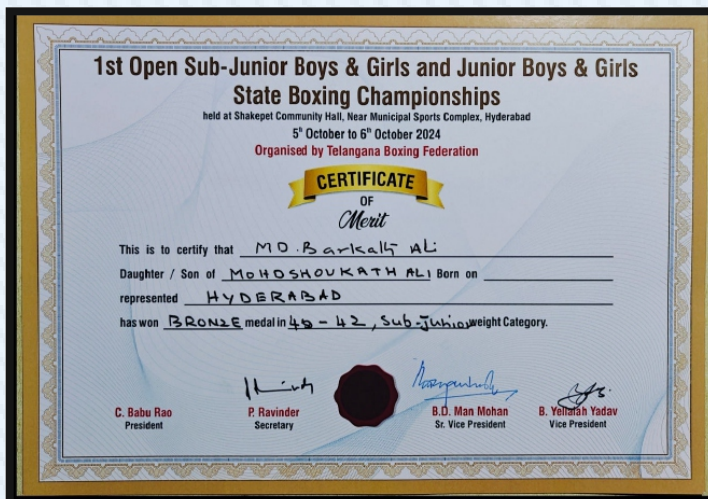 1st Open Sub-Junior Boys & Girls and Junior Boys & Girls
State Boxing Championships
held at Shakepet Community Hall, Near Municipal Sports Complex, Hyderabad
5th October to 6th October 2024
Organised by Telangana Boxing Federation
CERTIFICATE
OF
Merit
This is to certify that MD. Barkath Ali
Daughter / Son of MOHDSHOUKATH ALI Born on
represented HYDERABAD
has won BRONZE medal in 40-42, Sub-Junior weight Category.
C. Babu Rao P. Ravinder B.D. Man Mohan B. Yellaiah Yadav
President Secretary Sr. Vice President Vice President